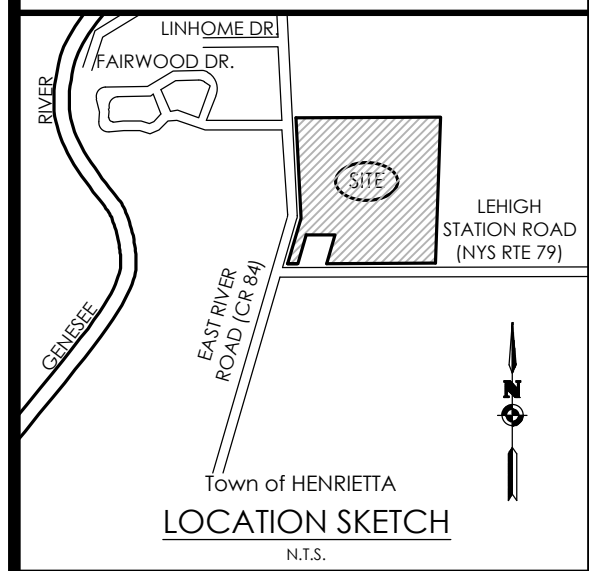 LINHOME DR.
FAIRWOOD DR.
RIVER
SITE
LEHIGH
STATION ROAD
(NYS RTE 79)
EAST RIVER
ROAD (CR 84)
GENESEE
N
Town of HENRIETTA
LOCATION SKETCH
N.T.S.